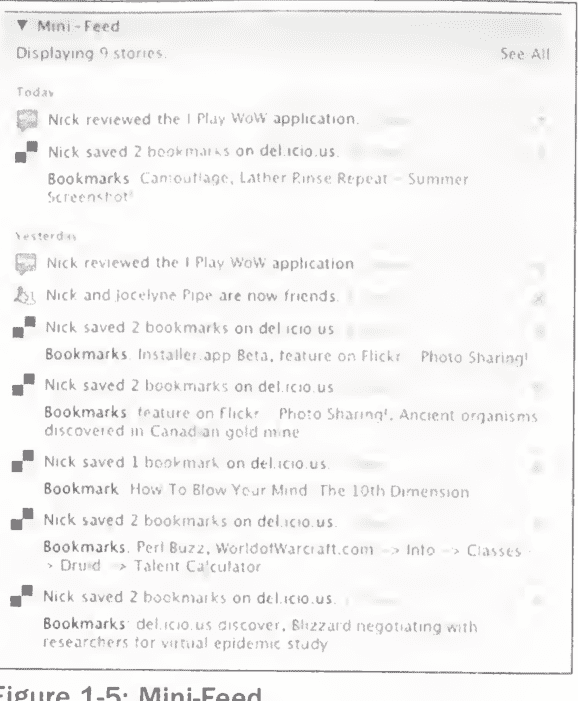 ▼ Mini-Feed
Displaying 9 stories. See All
Today
Nick reviewed the I Play WoW application.
Nick saved 2 bookmarks on del.icio.us.
Bookmarks: Camouflage, Lather Rinse Repeat - Summer
Screenshot!
Yesterday
Nick reviewed the I Play WoW application
Nick and Jocelyne Pipe are now friends.
Nick saved 2 bookmarks on del.icio.us
Bookmarks: Installer.app Beta, feature on Flickr Photo Sharing!
Nick saved 2 bookmarks on del.icio.us
Bookmarks: feature on Flickr Photo Sharing!, Ancient organisms
discovered in Canadian gold mine
Nick saved 1 bookmark on del.icio.us.
Bookmark: How To Blow Your Mind The 10th Dimension
Nick saved 2 bookmarks on del.icio.us.
Bookmarks: Perl Buzz, WorldofWarcraft.com -> Info -> Classes -
> Druid -> Talent Calculator
Nick saved 2 bookmarks on del.icio.us.
Bookmarks: del.icio.us discover, Blizzard negotiating with
researchers for virtual epidemic study
Figure 1-5: Mini-Feed